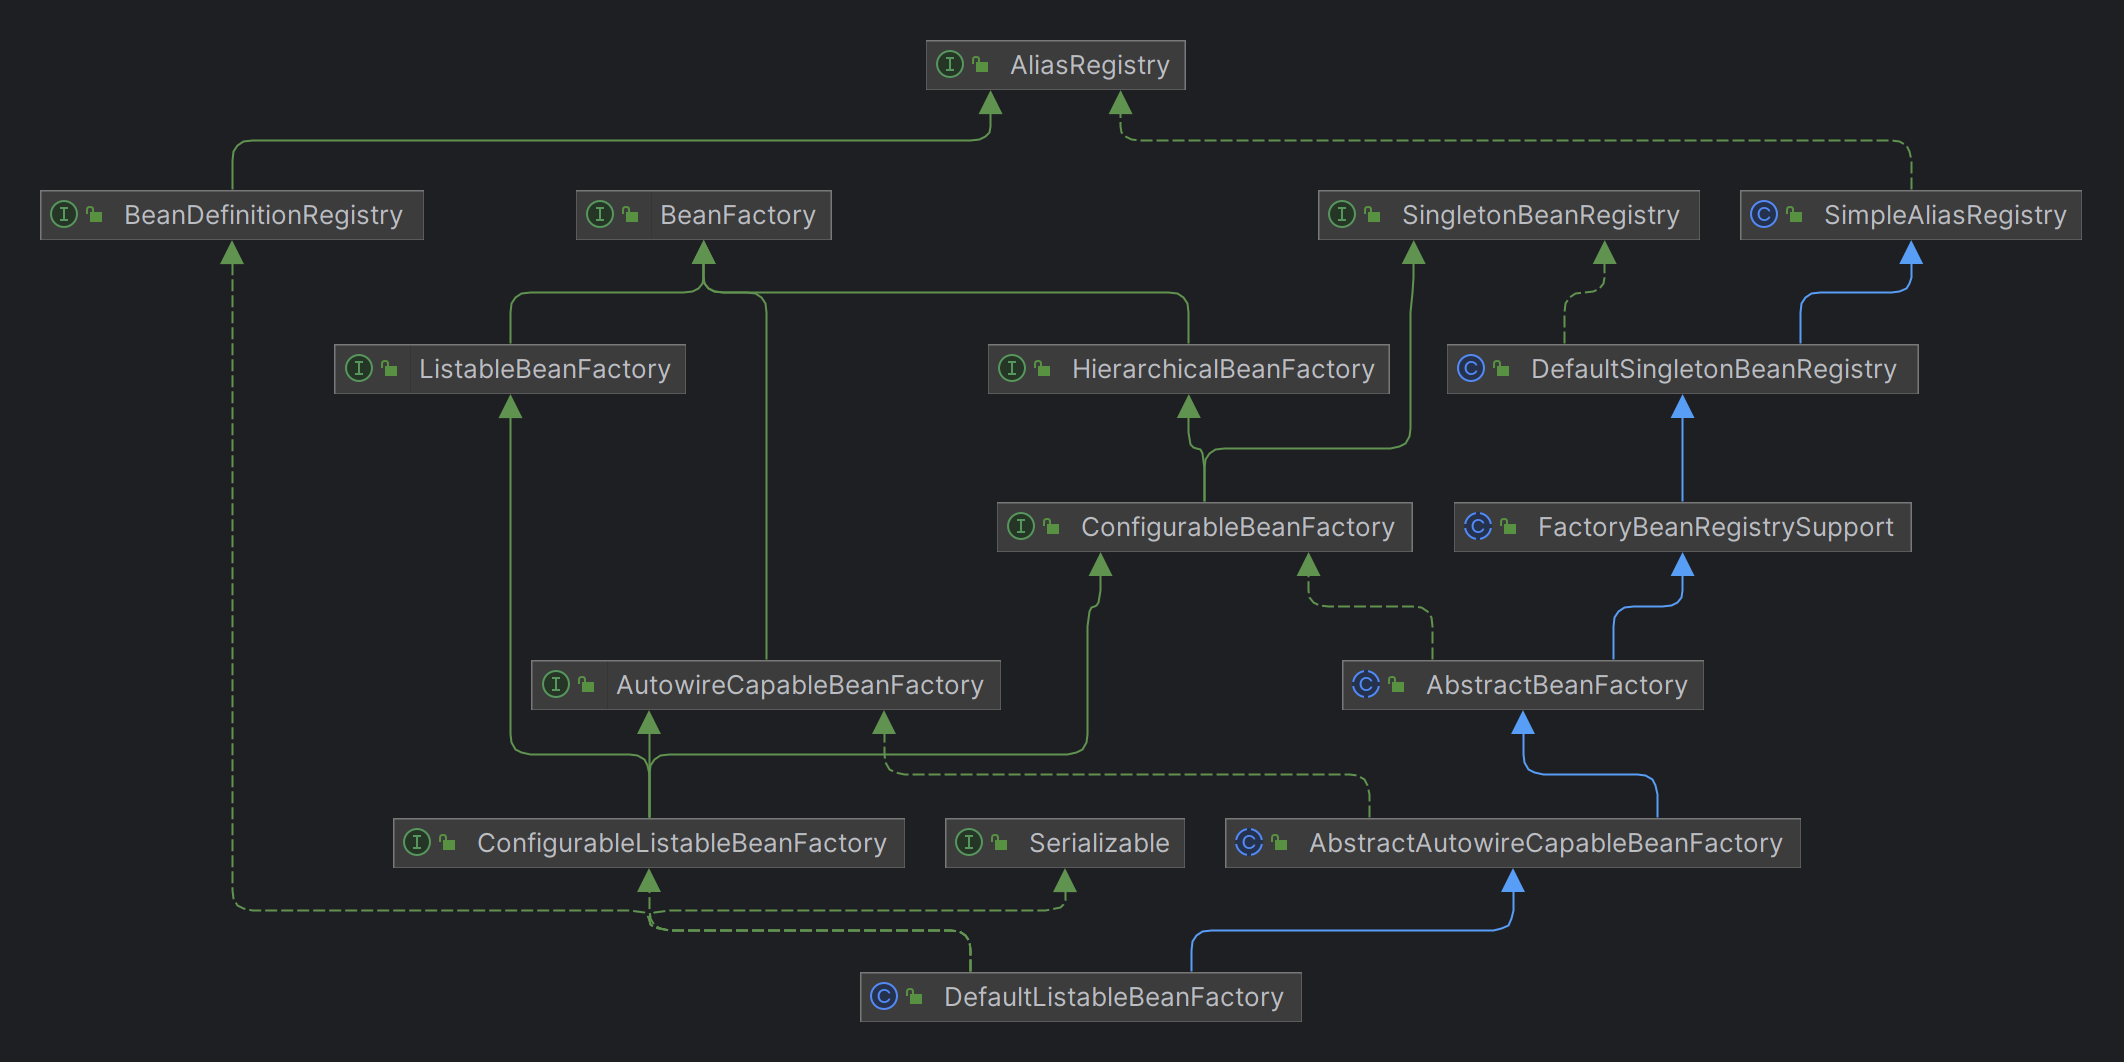 AliasRegistry
BeanDefinitionRegistry
BeanFactory
SingletonBeanRegistry
SimpleAliasRegistry
ListableBeanFactory
HierarchicalBeanFactory
DefaultSingletonBeanRegistry
ConfigurableBeanFactory
FactoryBeanRegistrySupport
AutowireCapableBeanFactory
AbstractBeanFactory
ConfigurableListableBeanFactory
Serializable
AbstractAutowireCapableBeanFactory
DefaultListableBeanFactory